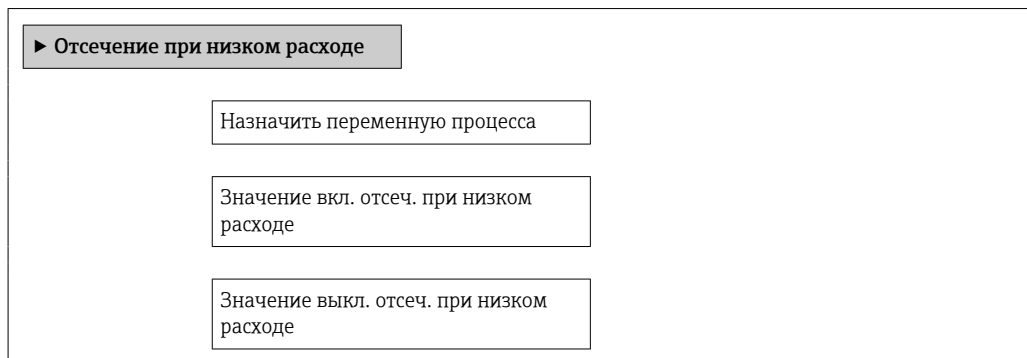 ► Отсечение при низком расходе
Назначить переменную процесса
Значение вкл. отсеч. при низком
расходе
Значение выкл. отсеч. при низком
расходе